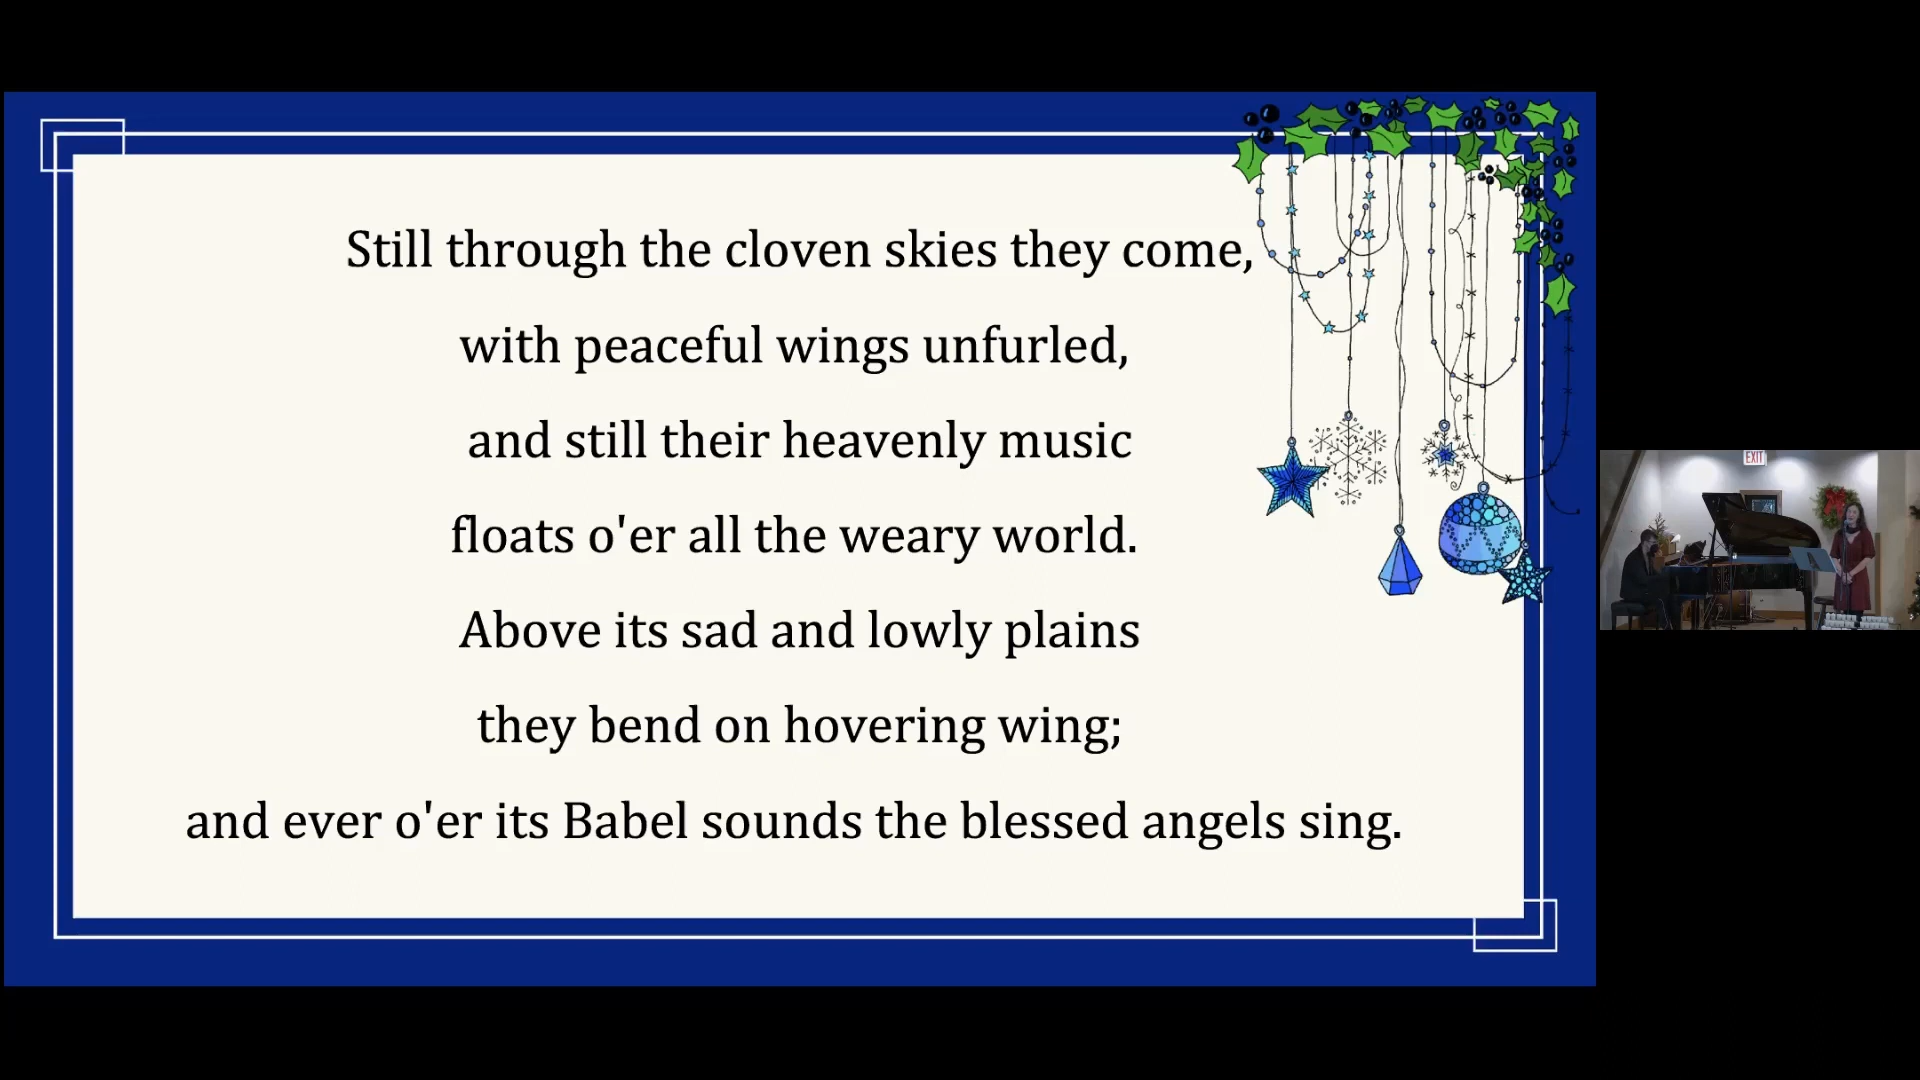 Still through the cloven skies they come,
with peaceful wings unfurled,
and still their heavenly music
floats o'er all the weary world.
Above its sad and lowly plains
they bend on hovering wing;
and ever o'er its Babel sounds the blessed angels sing.
EXIT